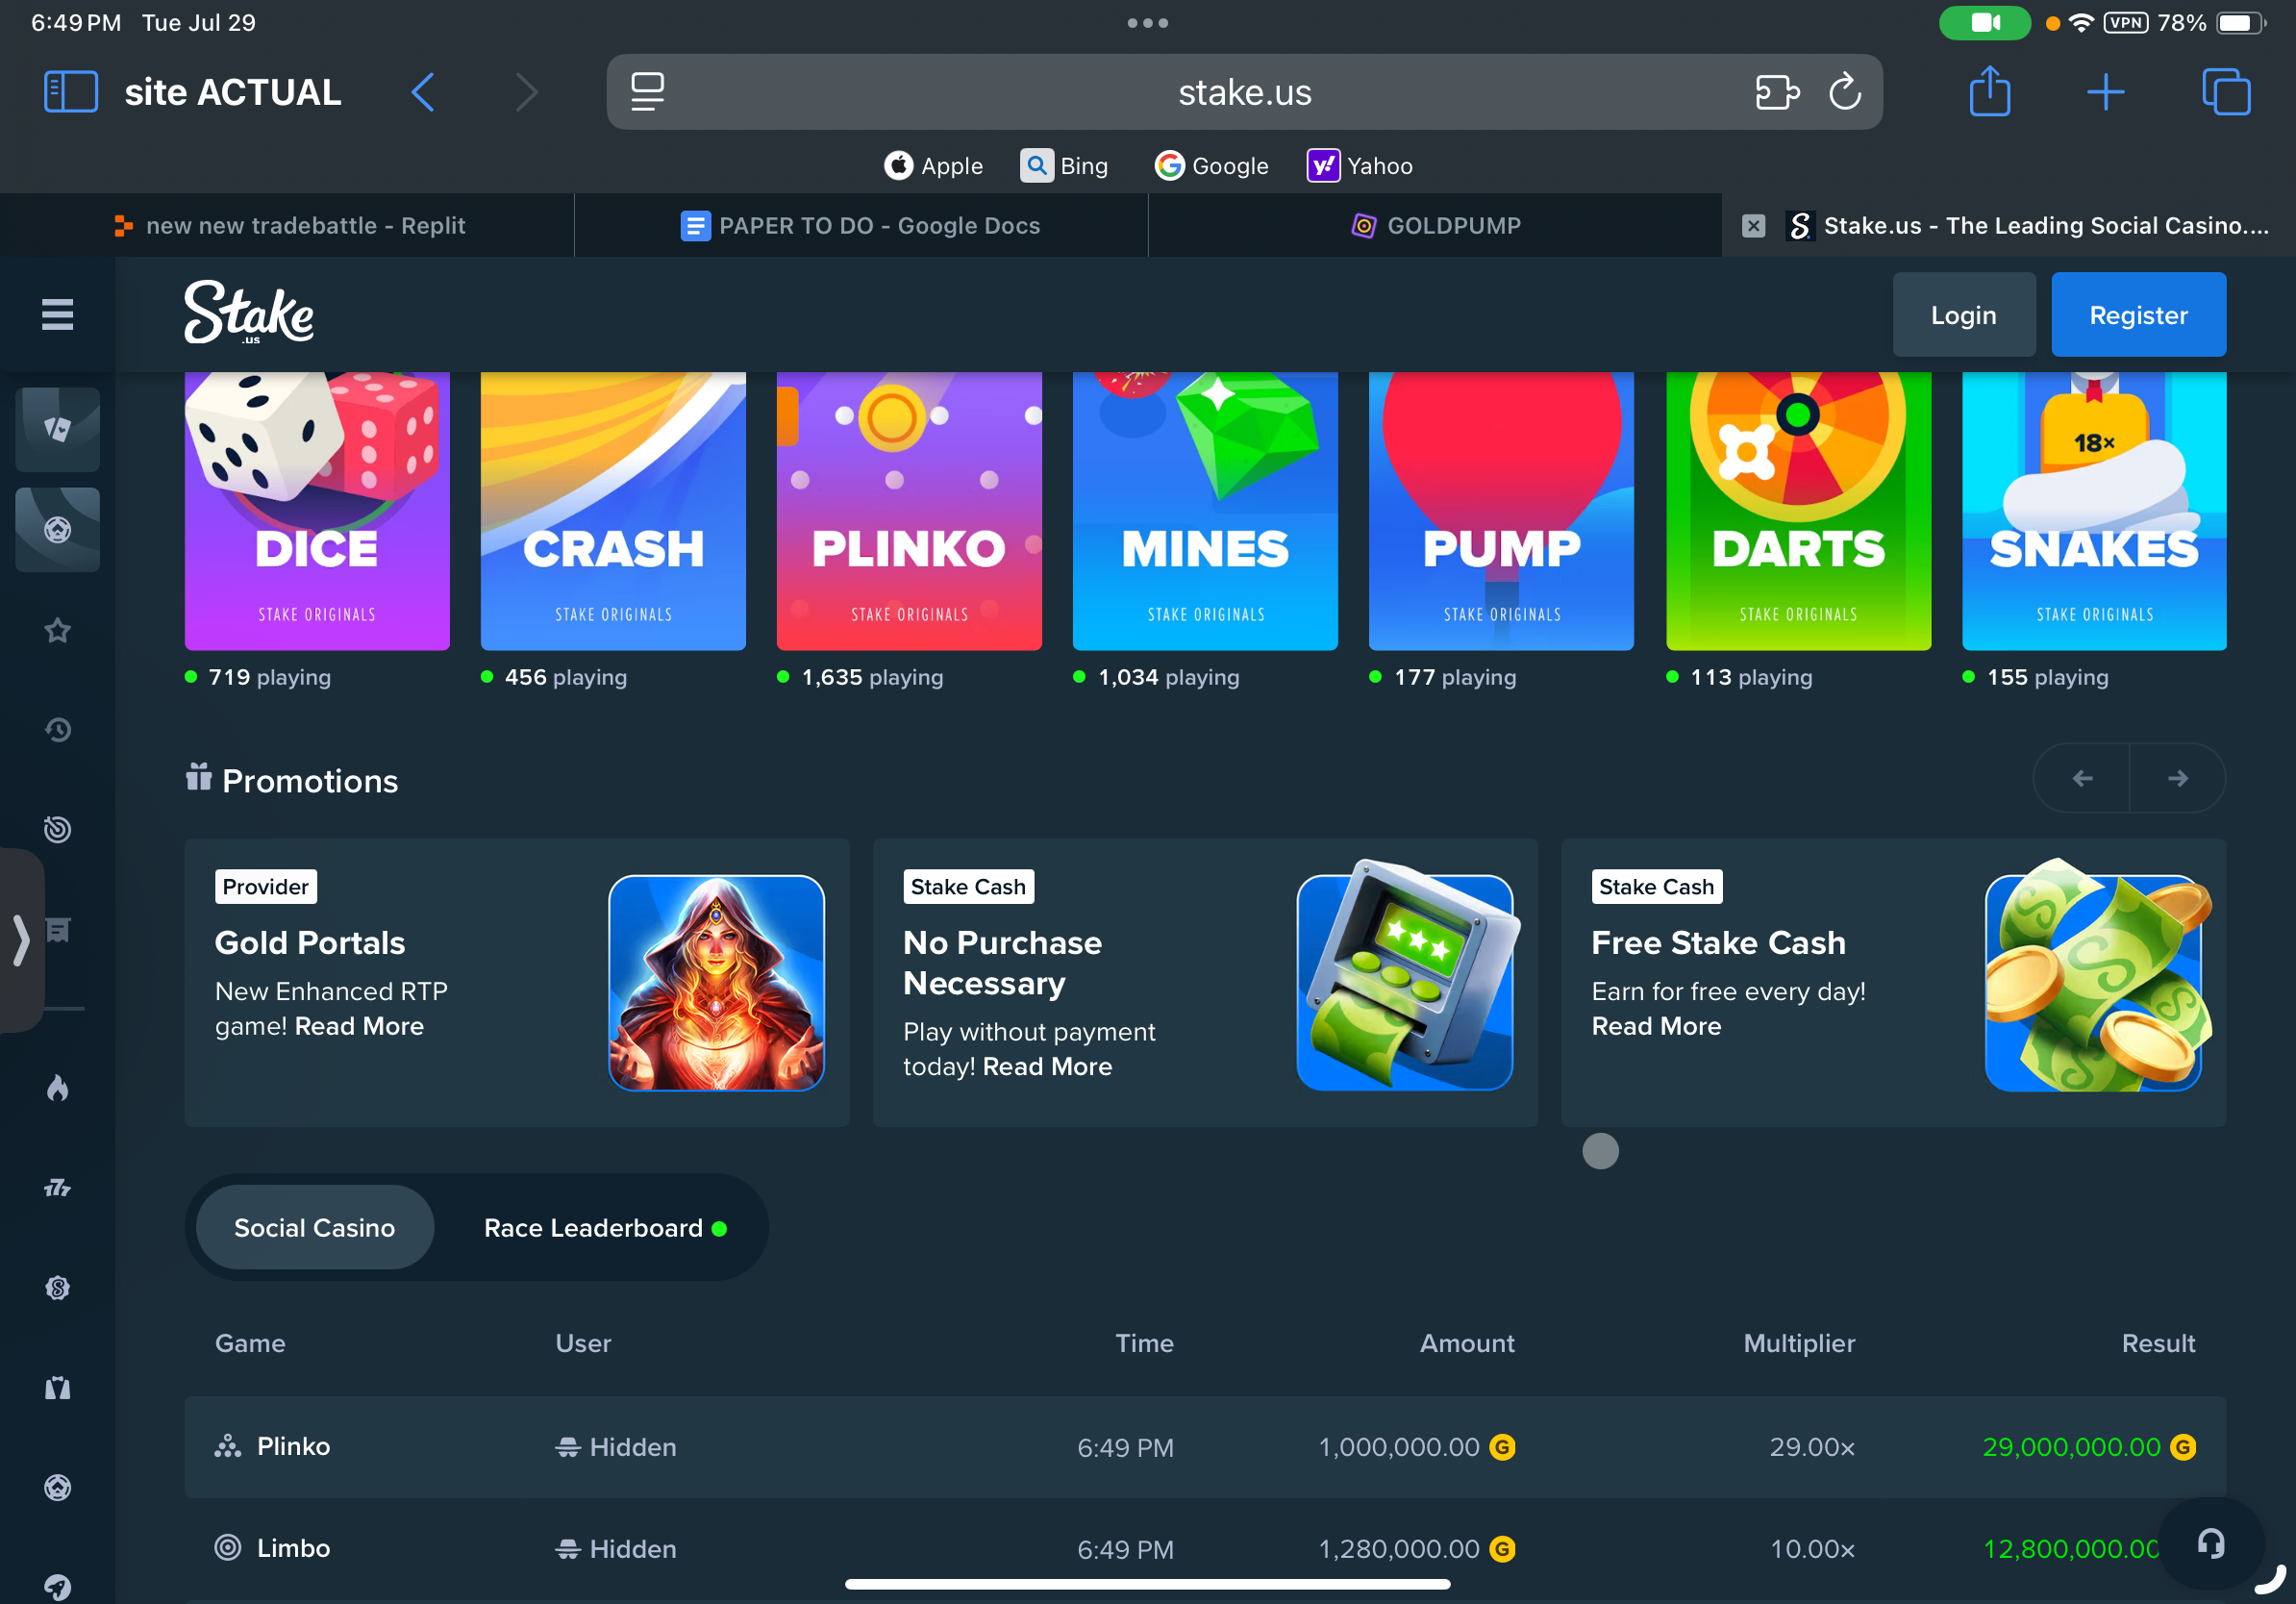 6:49 PM Tue Jul 29
VPN 78%
site ACTUAL
stake.us
Apple Bing Google Yahoo
new new tradebattle - Replit
PAPER TO DO - Google Docs
GOLDPUMP
Stake.us - The Leading Social Casino....
Stake
.us
Login
Register
DICE
STAKE ORIGINALS
719 playing
CRASH
STAKE ORIGINALS
456 playing
PLINKO
STAKE ORIGINALS
1,635 playing
MINES
STAKE ORIGINALS
1,034 playing
PUMP
STAKE ORIGINALS
177 playing
DARTS
STAKE ORIGINALS
113 playing
18×
SNAKES
STAKE ORIGINALS
155 playing
Promotions
Provider
Gold Portals
New Enhanced RTP
game! Read More
Stake Cash
No Purchase
Necessary
Play without payment
today! Read More
Stake Cash
Free Stake Cash
Earn for free every day!
Read More
Social Casino
Race Leaderboard
Game User Time Amount Multiplier Result
Plinko Hidden 6:49 PM 1,000,000.00 G 29.00× 29,000,000.00 G
Limbo Hidden 6:49 PM 1,280,000.00 G 10.00× 12,800,000.00